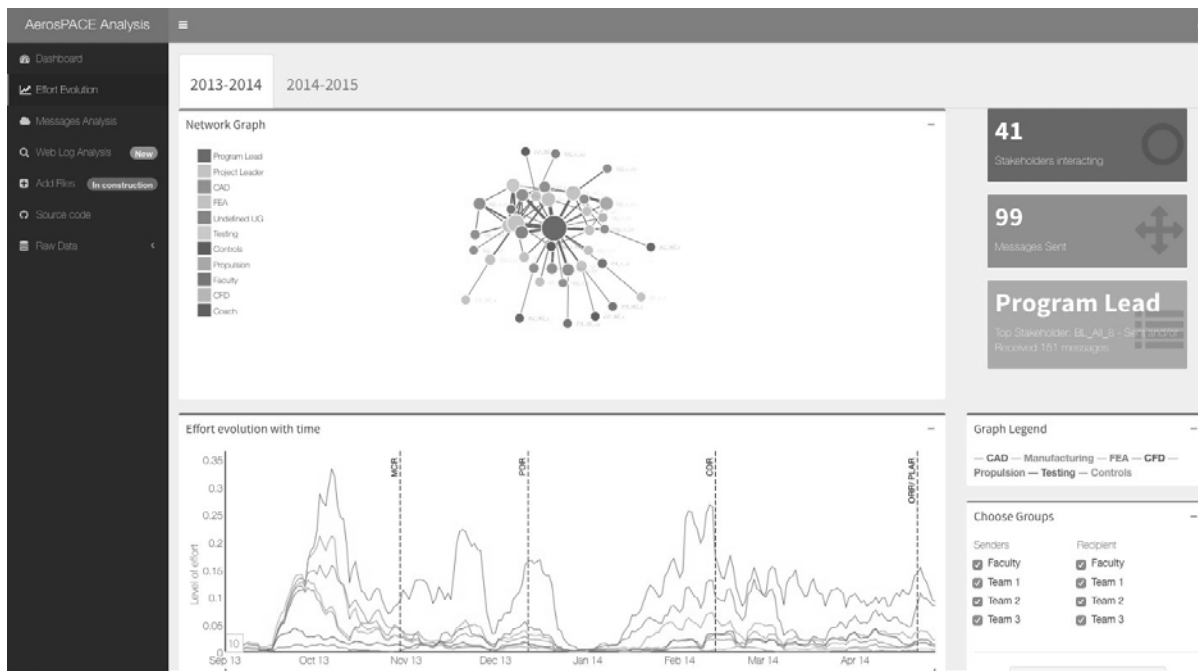 AerosPACE Analysis
Dashboard
Effort Evolution
Messages Analysis
Web Log Analysis New
Add Files In construction
Source code
Raw Data
2013-2014 2014-2015
Network Graph
Program Lead
Project Leader
CAD
FEA
Undefined UG
Testing
Controls
Propulsion
Faculty
CFD
Coach
41
Stakeholders interacting
99
Messages Sent
Program Lead
Top Stakeholder: BL_All_8 - Sent and/or
Received 181 messages
Effort evolution with time
Level of effort
0.35
0.3
0.25
0.2
0.15
0.1
0.05
0
10
MCR
PDR
CDR
ORR/ PLAR
Sep 13 Oct 13 Nov 13 Dec 13 Jan 14 Feb 14 Mar 14 Apr 14
Graph Legend
— CAD — Manufacturing — FEA — CFD —
Propulsion — Testing — Controls
Choose Groups
Senders Recipient
Faculty Faculty
Team 1 Team 1
Team 2 Team 2
Team 3 Team 3